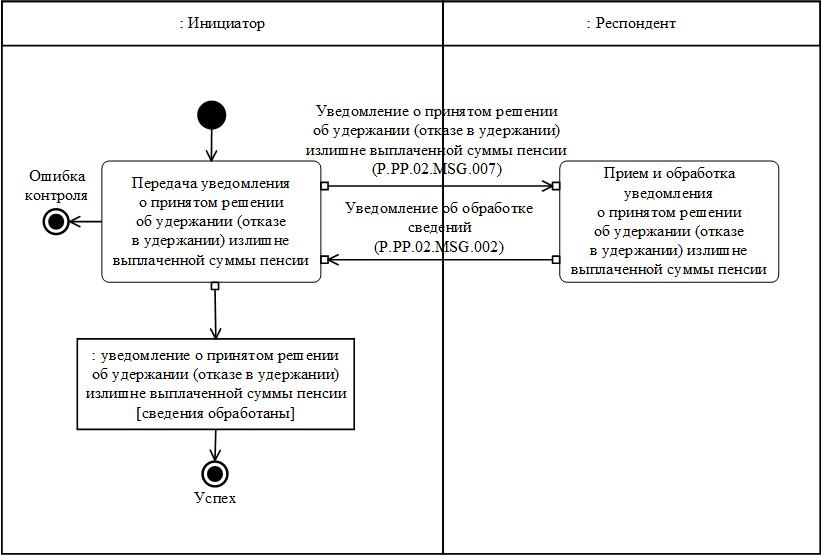 : Инициатор
: Респондент
Уведомление о принятом решении
об удержании (отказе в удержании)
излишне выплаченной суммы пенсии
(P.PP.02.MSG.007)
Ошибка
контроля
Передача уведомления
о принятом решении
об удержании (отказе
в удержании) излишне
выплаченной суммы пенсии
Прием и обработка
уведомления
о принятом решении
об удержании (отказе
в удержании) излишне
выплаченной суммы пенсии
Уведомление об обработке
сведений
(P.PP.02.MSG.002)
: уведомление о принятом решении
об удержании (отказе в удержании)
излишне выплаченной суммы пенсии
[сведения обработаны]
Успех